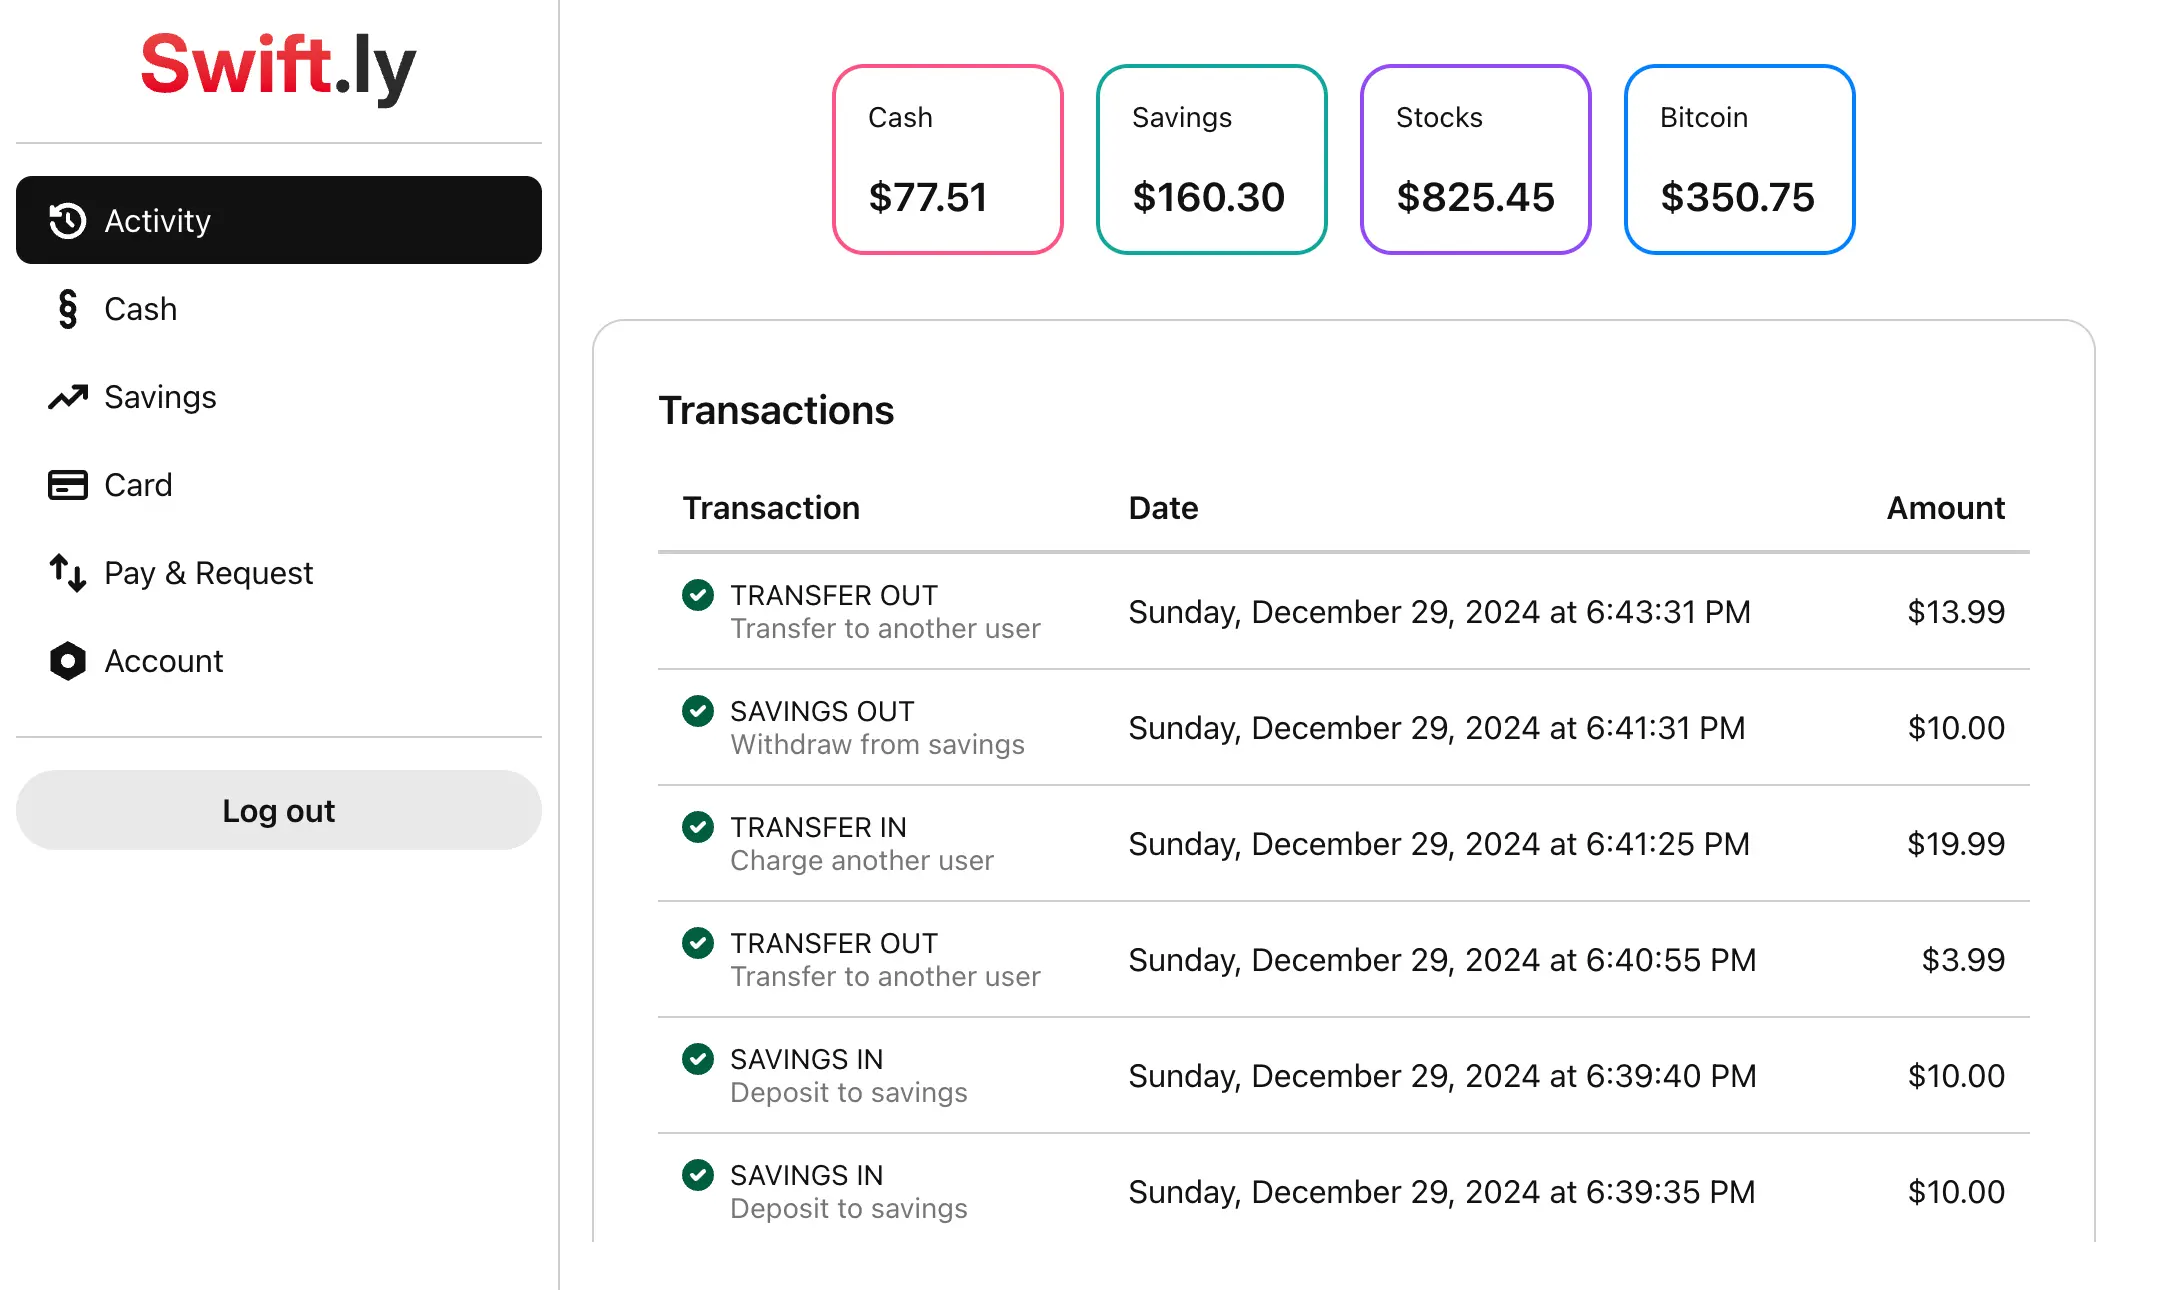 Swift.ly
Activity
Cash
Savings
Card
Pay & Request
Account
Log out
Cash
$77.51
Savings
$160.30
Stocks
$825.45
Bitcoin
$350.75
Transactions
Transaction Date Amount
TRANSFER OUT
Transfer to another user
Sunday, December 29, 2024 at 6:43:31 PM $13.99
SAVINGS OUT
Withdraw from savings
Sunday, December 29, 2024 at 6:41:31 PM $10.00
TRANSFER IN
Charge another user
Sunday, December 29, 2024 at 6:41:25 PM $19.99
TRANSFER OUT
Transfer to another user
Sunday, December 29, 2024 at 6:40:55 PM $3.99
SAVINGS IN
Deposit to savings
Sunday, December 29, 2024 at 6:39:40 PM $10.00
SAVINGS IN
Deposit to savings
Sunday, December 29, 2024 at 6:39:35 PM $10.00